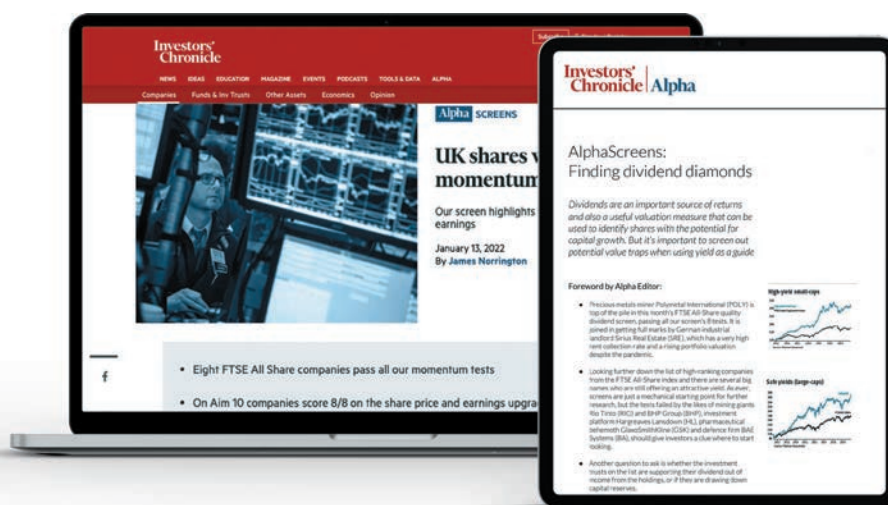 Investors'
Chronicle
NEWS IDEAS EDUCATION MAGAZINE EVENTS PODCASTS TOOLS & DATA ALPHA
Companies Funds & Inv Trusts Other Assets Economics Opinion
Alpha SCREENS
UK shares
momentum
Our screen highlights
earnings
January 13, 2022
By James Norrington
f
• Eight FTSE All Share companies pass all our momentum tests
• On Aim 10 companies score 8/8 on the share price and earnings upgra
Investors'
Chronicle Alpha
AlphaScreens:
Finding dividend diamonds
Dividends are an important source of returns
and also a useful valuation measure that can be
used to identify shares with the potential for
capital growth. But it's important to screen out
potential value traps when using yield as a guide
Foreword by Alpha Editor:
• Precious metals miner Polymetal International (POLY) is
top of the pile in this month's FTSE All-Share quality
dividend screen, passing all our screen's 8 tests. It is
joined in getting full marks by German industrial
landlord Sirius Real Estate (SRE), which has a very high
rent collection rate and a rising portfolio valuation
despite the pandemic.
• Looking further down the list of high-ranking companies
from the FTSE All-Share index and there are several big
names who are still offering an attractive yield. As ever,
screens are just a mechanical starting point for further
research, but the tests failed by the likes of mining giants
Rio Tinto (RIO) and BHP Group (BHP), investment
platform Hargreaves Lansdown (HL), pharmaceutical
behemoth GlaxoSmithKline (GSK) and defence firm BAE
Systems (BA), should give investors a clue where to start
looking.
• Another question to ask is whether the investment
trusts on the list are supporting their dividend out of
income from the holdings, or if they are drawing down
capital reserves.
High-yield small-caps
Safe yields (large-caps)